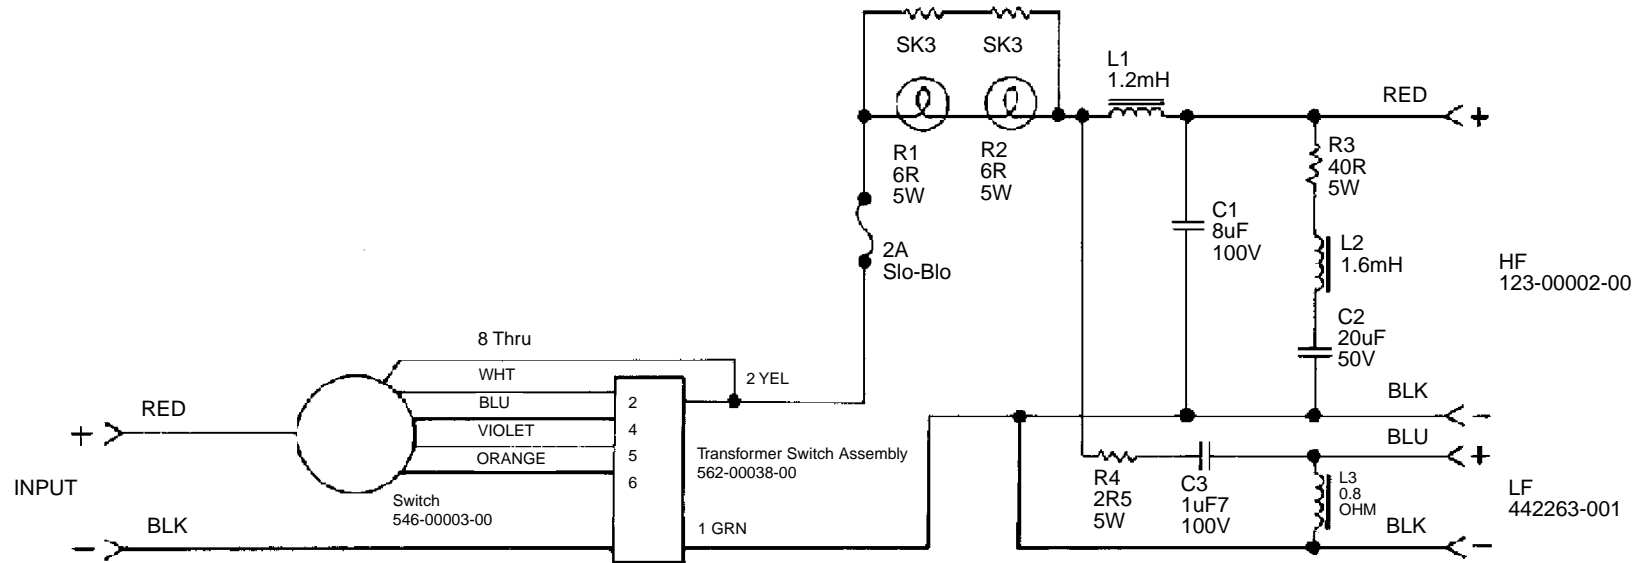 SK3 SK3
L1
1.2mH
RED
+
R1
6R
5W
R2
6R
5W
R3
40R
5W
C1
8uF
100V
2A
Slo-Blo
L2
1.6mH
HF
123-00002-00
C2
20uF
50V
8 Thru
WHT
2 YEL
BLU
VIOLET
ORANGE
2
4
5
6
RED
+
INPUT
BLK
-
Switch
546-00003-00
Transformer Switch Assembly
562-00038-00
1 GRN
BLK
-
BLU
+
R4
2R5
5W
C3
1uF7
100V
L3
0.8
OHM
LF
442263-001
BLK
-